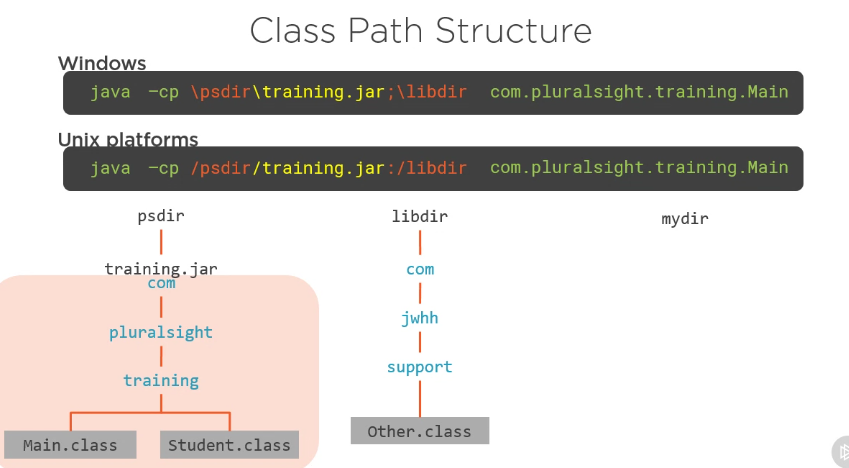 Class Path Structure
Windows
java -cp \psdir\training.jar;\libdir com.pluralsight.training.Main
Unix platforms
java -cp /psdir/training.jar:/libdir com.pluralsight.training.Main
psdir
libdir
mydir
training.jar
com
com
pluralsight
jwhh
training
support
Main.class
Student.class
Other.class